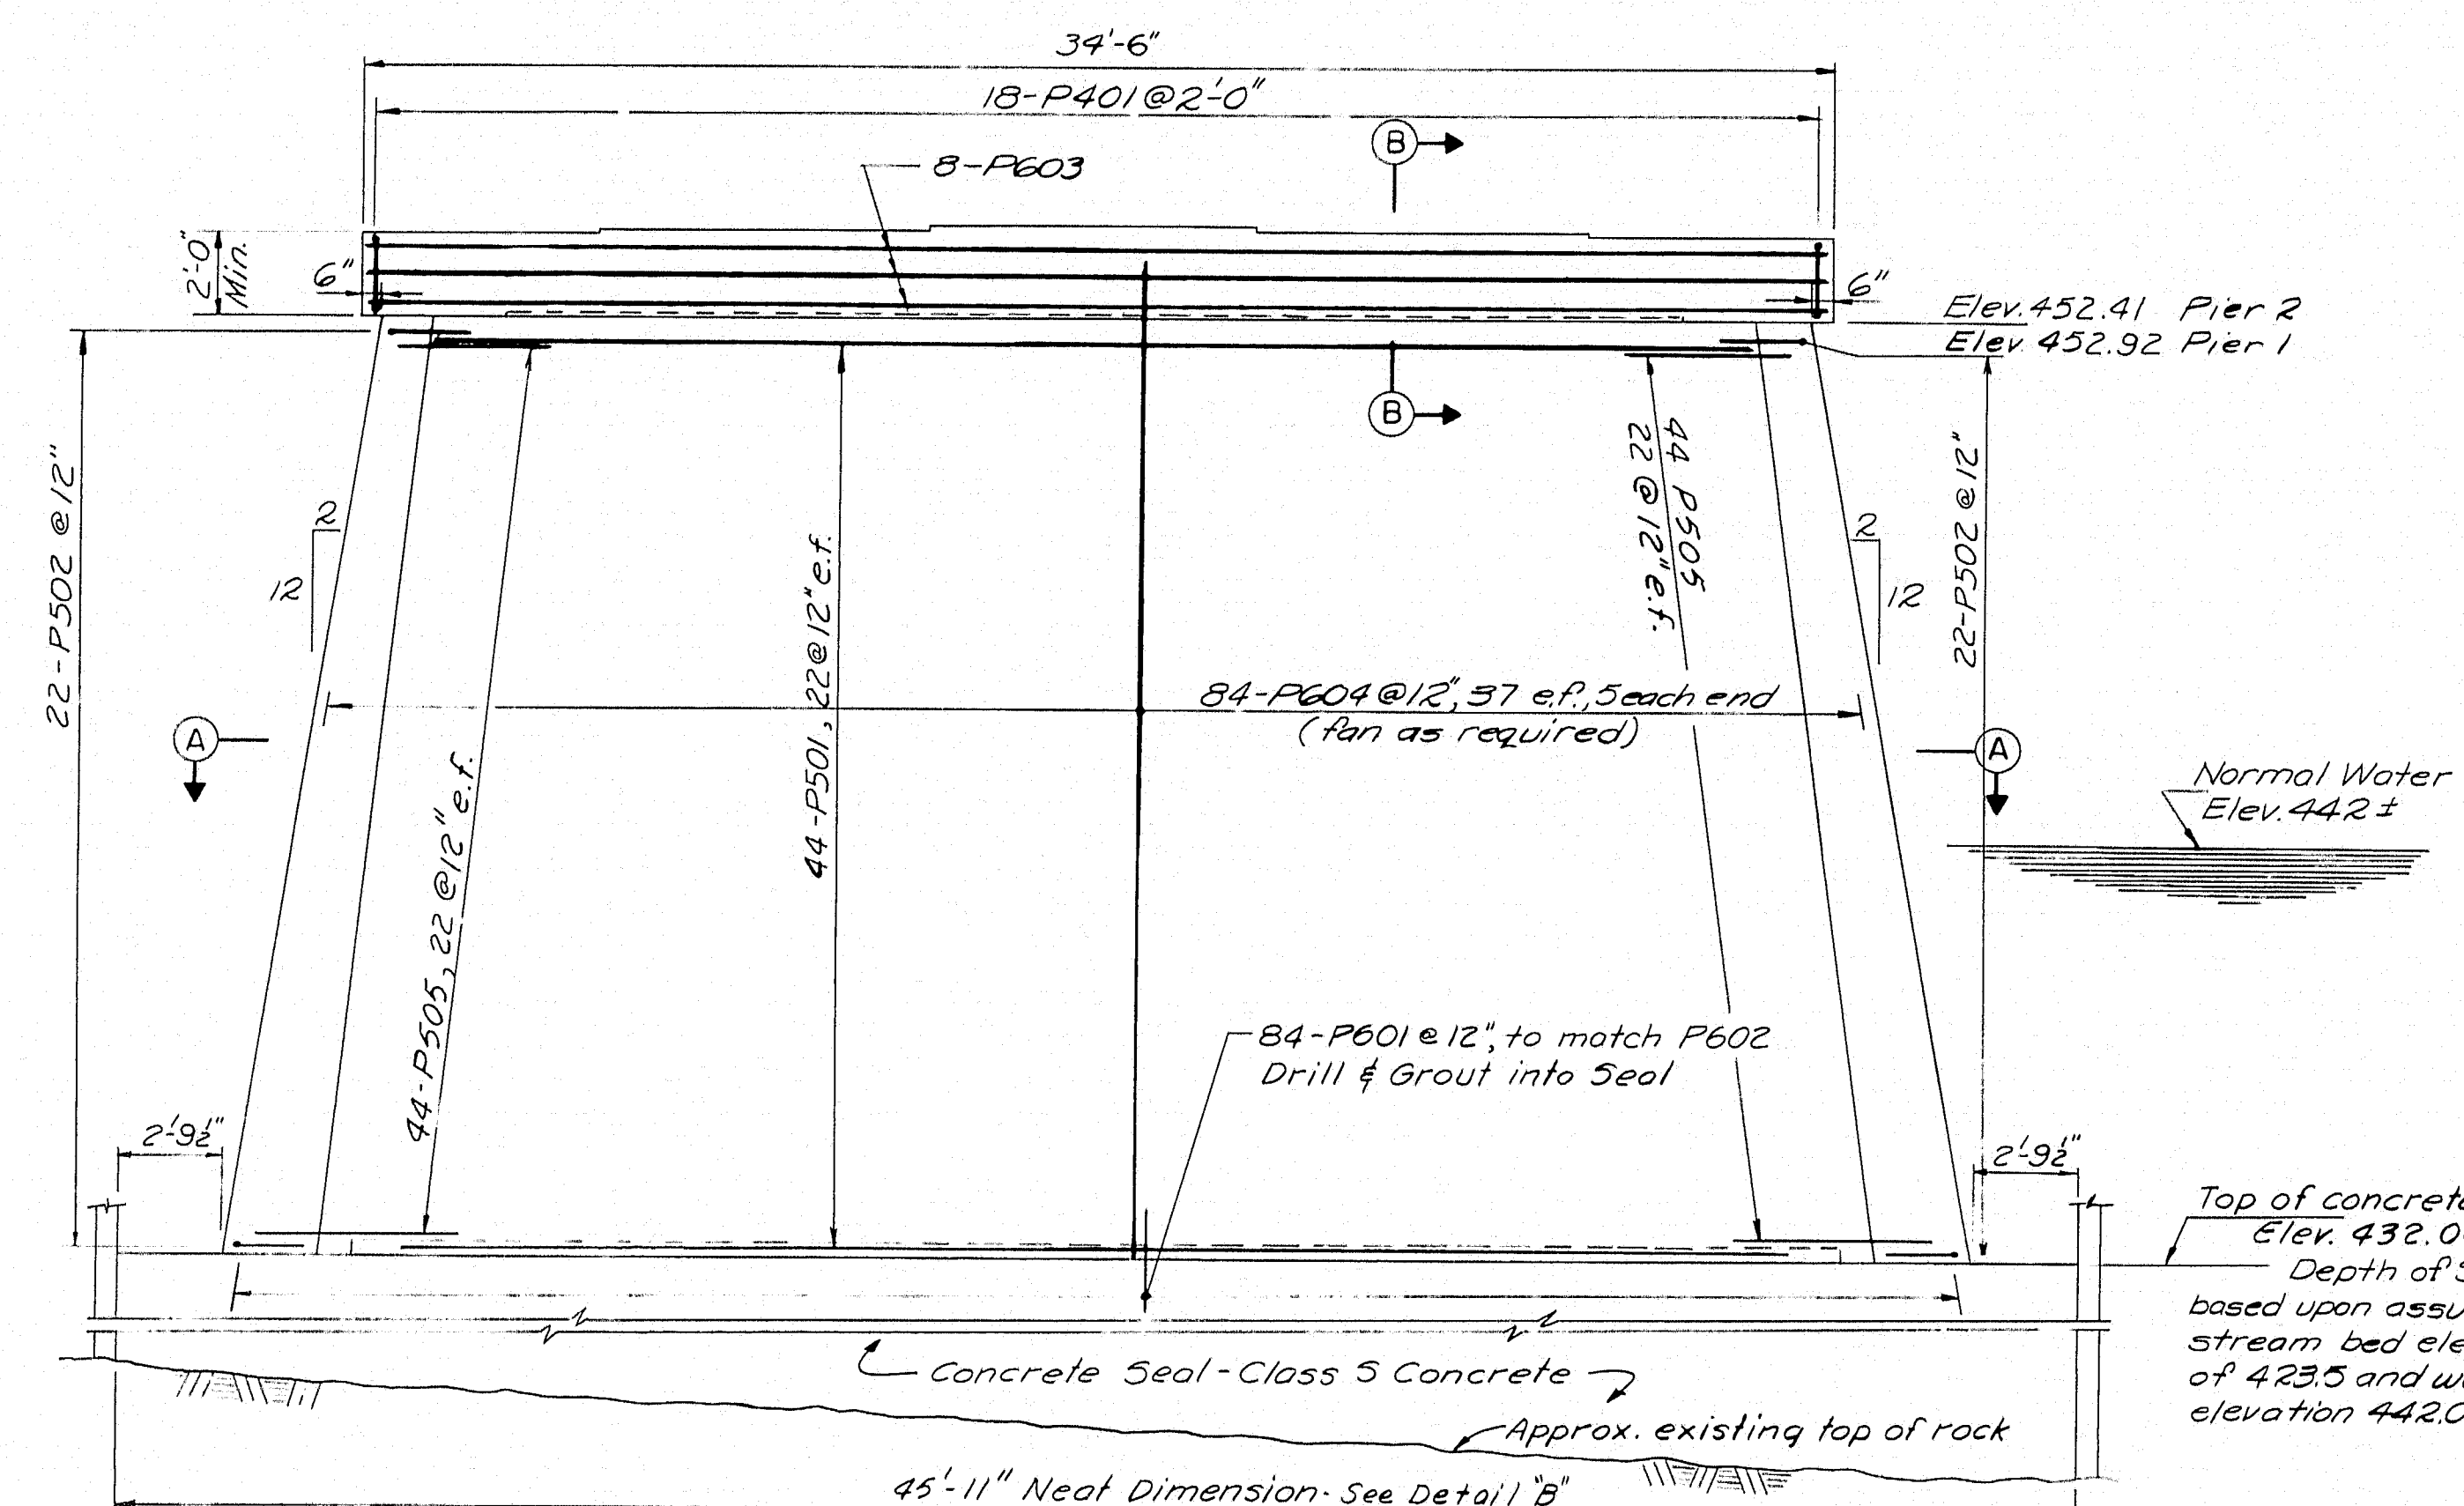 34'-6"
18-P401@2'-0"
B
8-P603
2'-0"
Min.
6"
6"
Elev. 452.41 Pier 2
Elev. 452.92 Pier 1
B
22-P502 @ 12"
2
12
44-P505, 22 @ 12" e.f.
44-P501, 22@12" e.f.
44 P505
22 @ 12" e.f.
2
12
22-P502 @ 12"
84-P604@12", 37 e.f., 5 each end
(fan as required)
A
A
Normal Water
Elev. 442 ±
84-P601 @ 12", to match P602
Drill & Grout into Seal
2'-9½"
2'-9½"
Top of concrete
Elev. 432.0
Depth of
based upon
stream bed
of 423.5 and
elevation 442.0
Concrete Seal - Class S Concrete
Approx. existing top of rock
45'-11" Neat Dimension - See Detail "B"